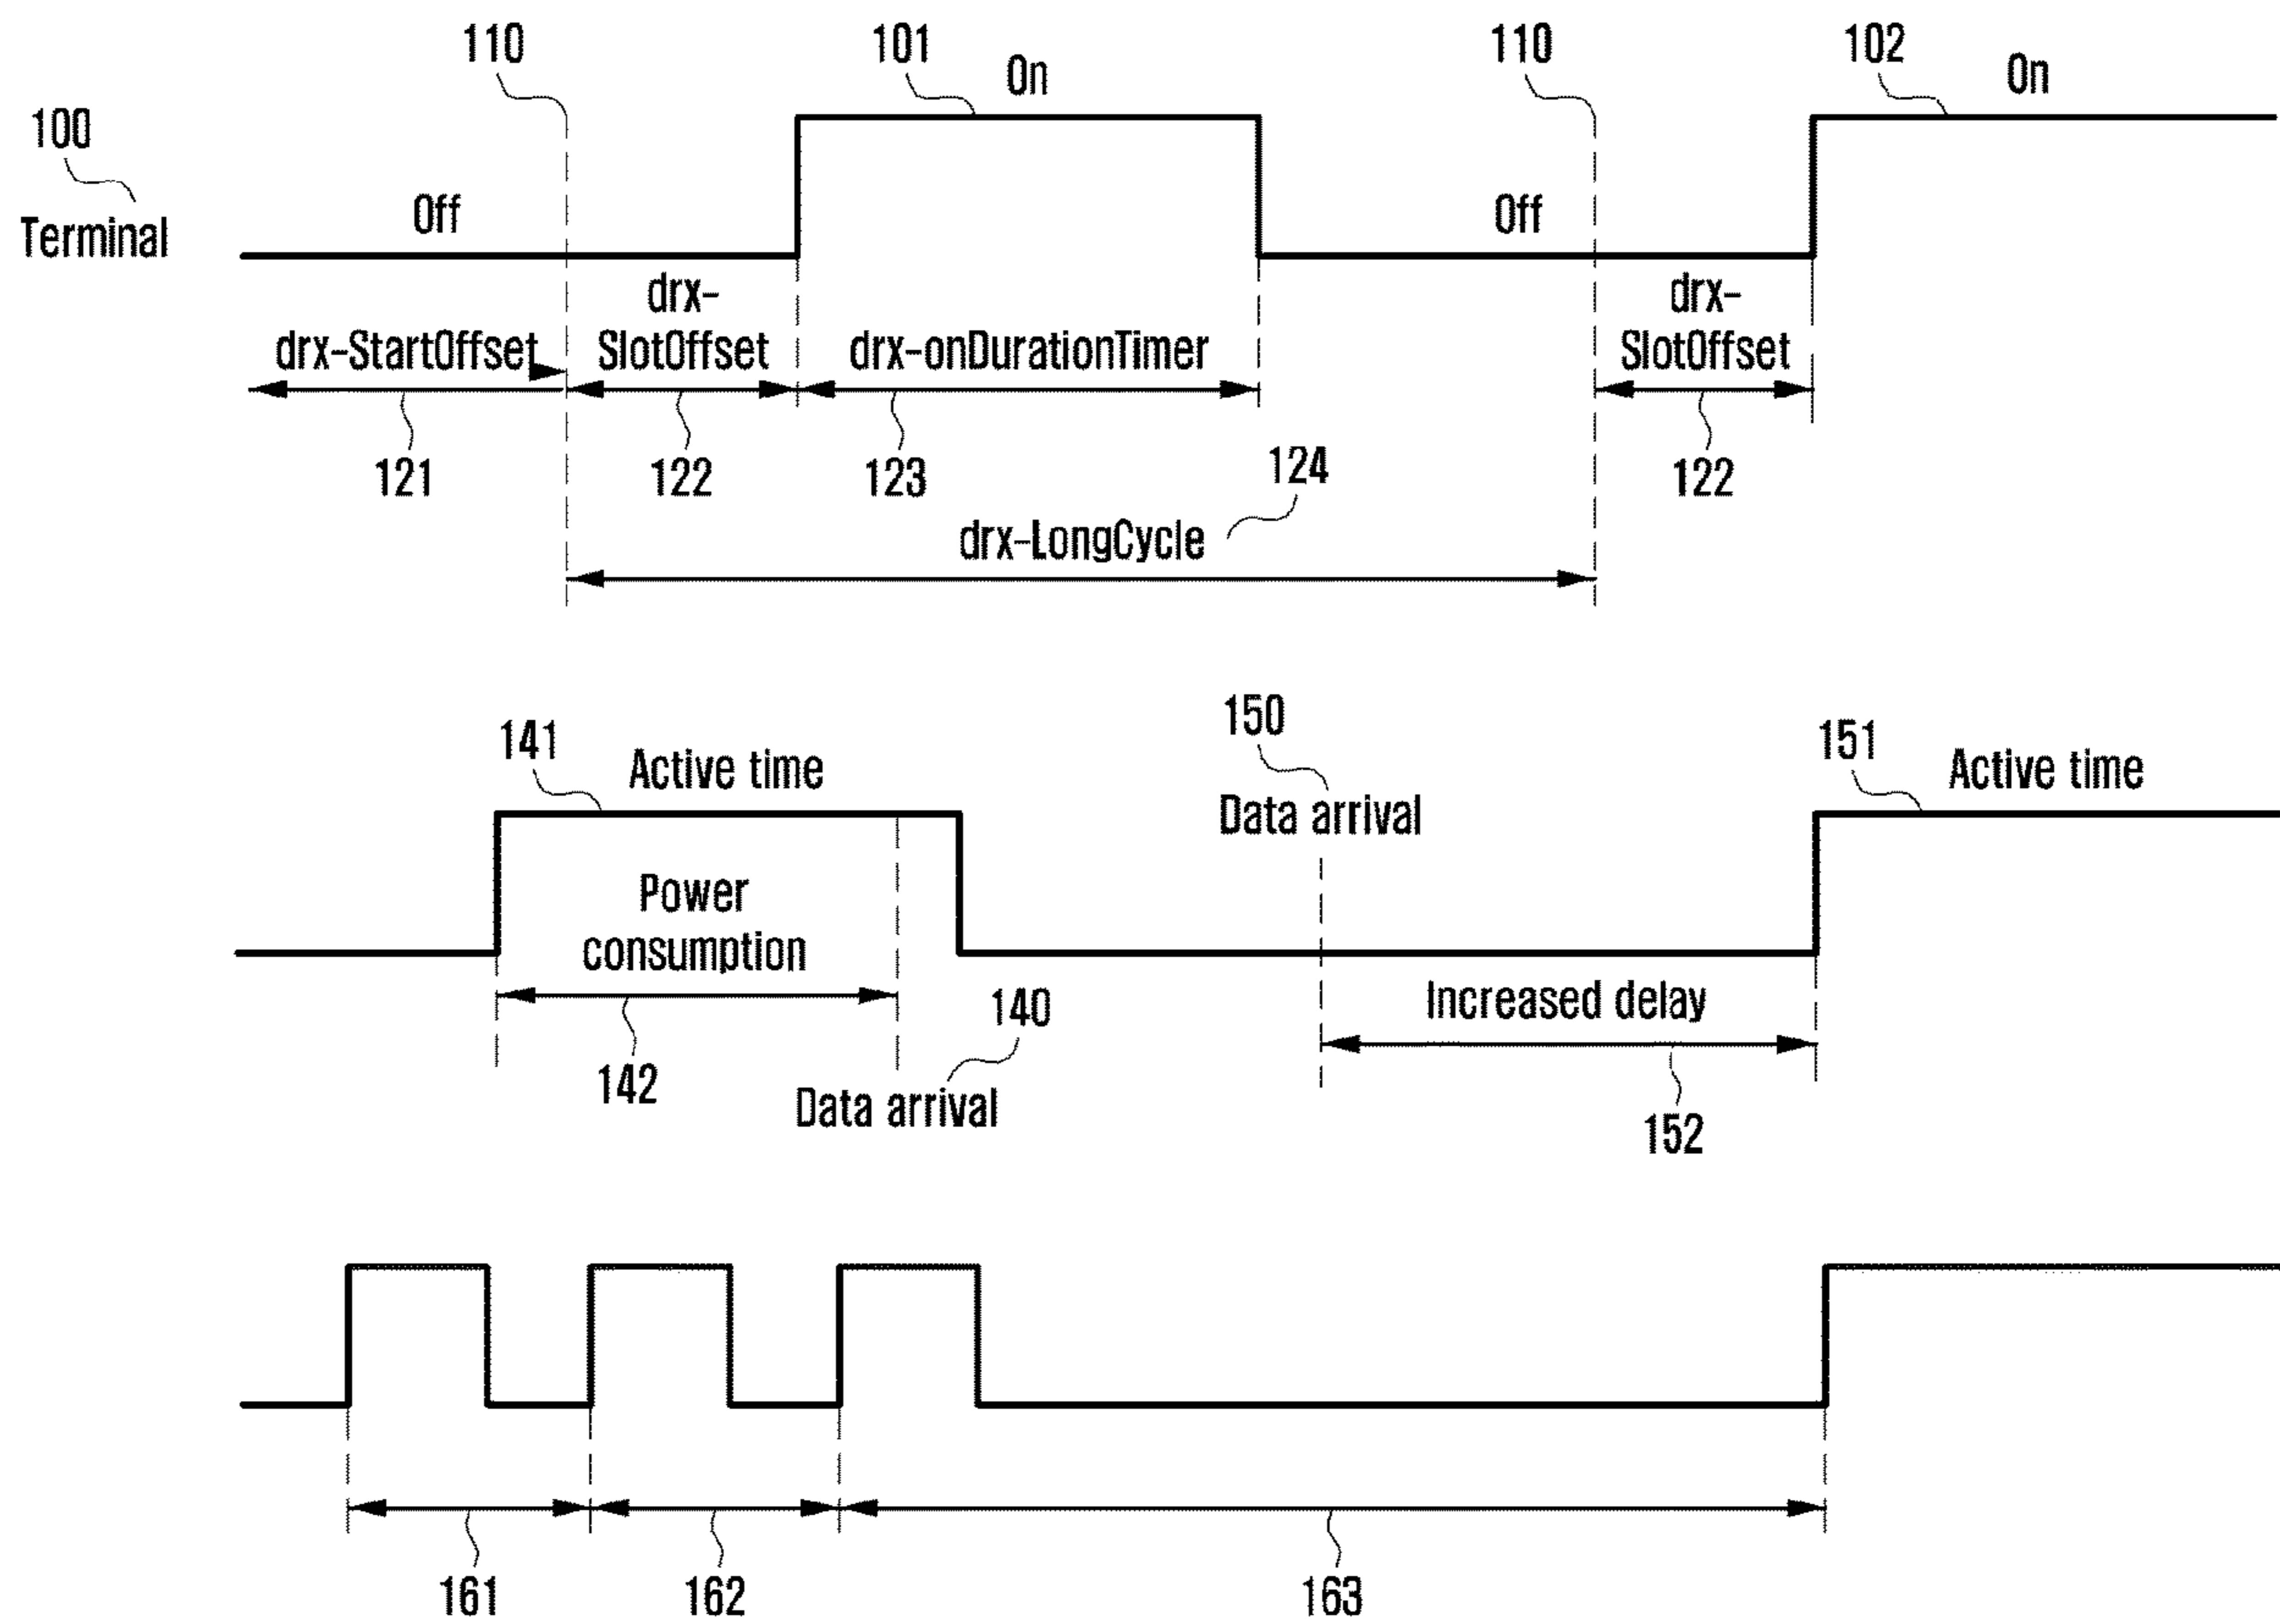 110
101
On
110
102
On
100
Terminal
Off
Off
drx-
SlotOffset
drx-StartOffset
drx-onDurationTimer
drx-
SlotOffset
121
122
123
122
124
drx-LongCycle
141
Active time
150
Data arrival
151
Active time
Power
consumption
142
140
Data arrival
Increased delay
152
161
162
163